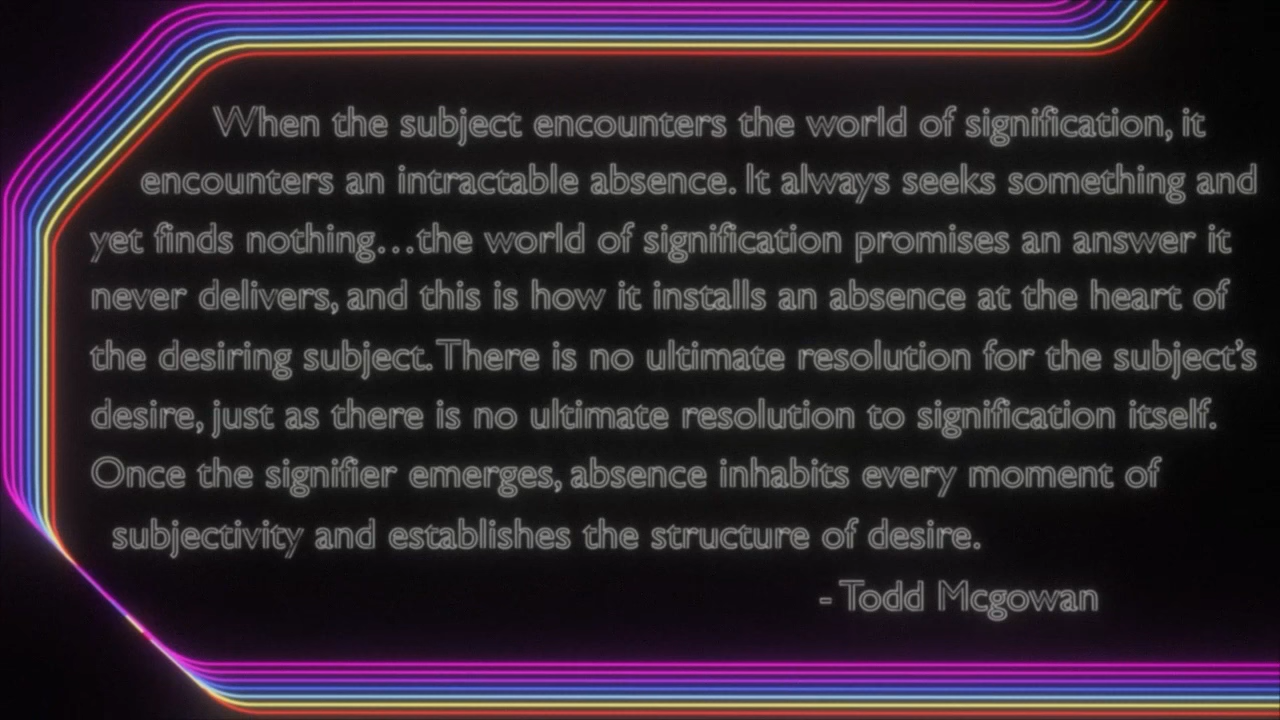 When the subject encounters the world of signification, it
encounters an intractable absence. It always seeks something and
yet finds nothing...the world of signification promises an answer it
never delivers, and this is how it installs an absence at the heart of
the desiring subject. There is no ultimate resolution for the subject's
desire, just as there is no ultimate resolution to signification itself.
Once the signifier emerges, absence inhabits every moment of
subjectivity and establishes the structure of desire.
- Todd Mcgowan